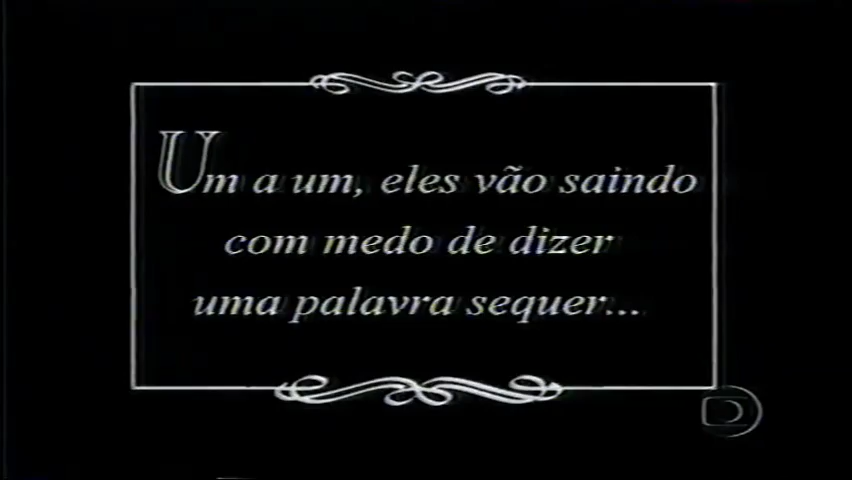 Um a um, eles vão saindo
com medo de dizer
uma palavra sequer...